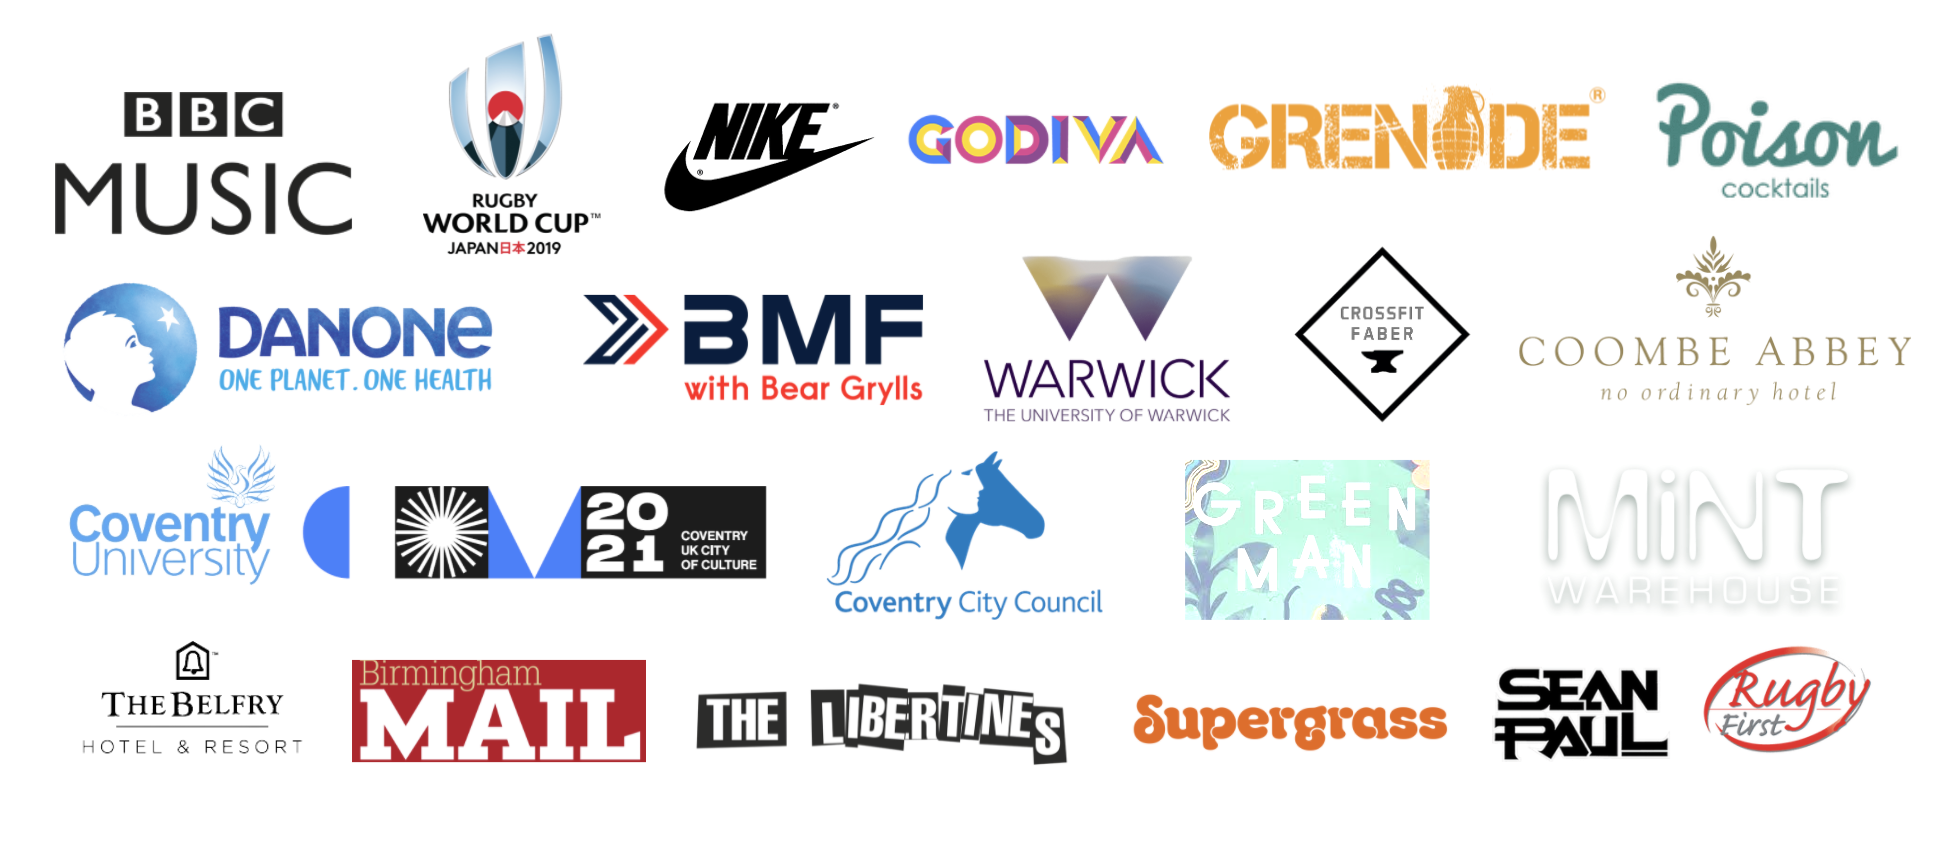 BBC
MUSIC
RUGBY
WORLD CUP™
JAPAN日本2019
NIKE®
®
GODIVA
GRENADE®
Poison
cocktails
DANONE
ONE PLANET. ONE HEALTH
BMF
with Bear Grylls
WARWICK
THE UNIVERSITY OF WARWICK
CROSSFIT
FABER
COOMBE ABBEY
no ordinary hotel
Coventry
University
2021
COVENTRY
UK CITY
OF CULTURE
Coventry City Council
GREEN
MAN
MiNT
WAREHOUSE
™
THE BELFRY
HOTEL & RESORT
Birmingham
MAIL
THE LIBERTINES
Supergrass
SEAN
PAUL
Rugby
First